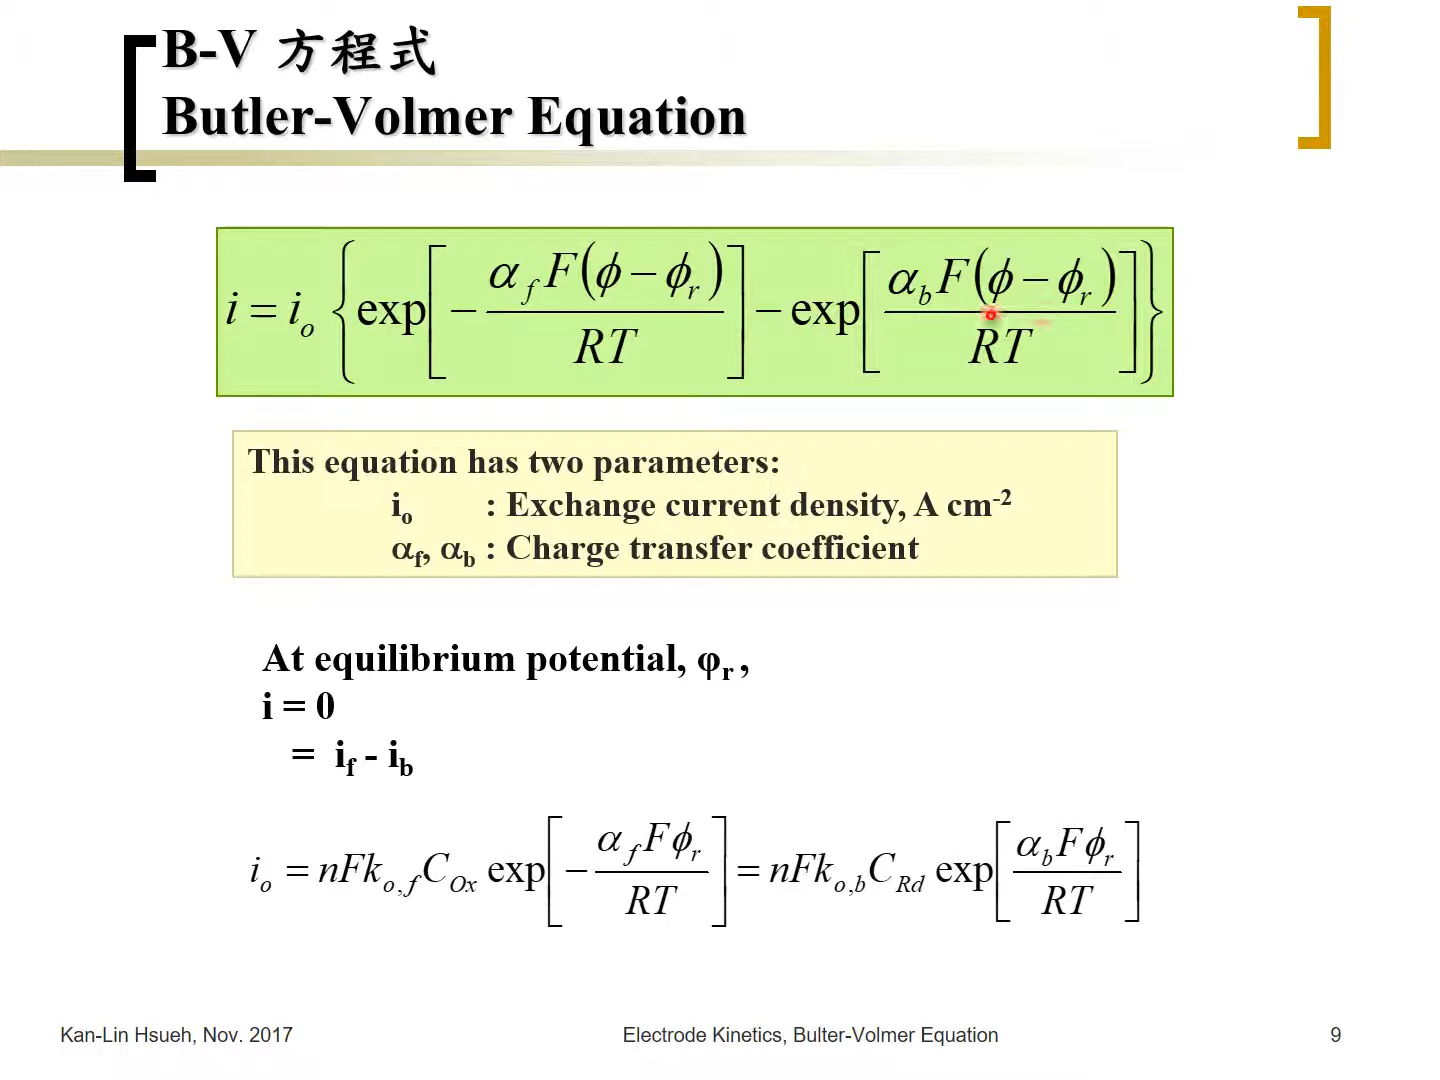 B-V 方程式
Butler-Volmer Equation
i = i_o { exp[ − α_f F(ϕ − ϕ_r) / RT ] − exp[ α_b F(ϕ − ϕ_r) / RT ] }
This equation has two parameters:
i_o : Exchange current density, A cm^-2
α_f, α_b : Charge transfer coefficient
At equilibrium potential, φ_r ,
i = 0
= i_f - i_b
i_o = nFk_o,f C_Ox exp[ − α_f Fϕ_r / RT ] = nFk_o,b C_Rd exp[ α_b Fϕ_r / RT ]
Kan-Lin Hsueh, Nov. 2017 Electrode Kinetics, Bulter-Volmer Equation 9